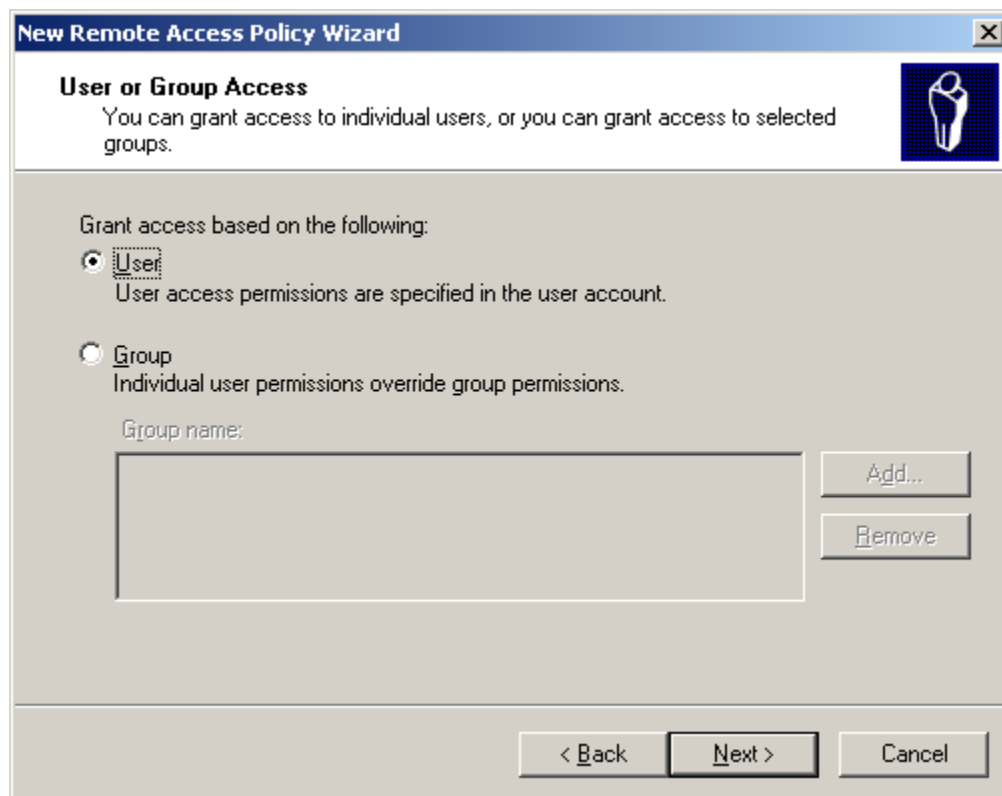 New Remote Access Policy Wizard
User or Group Access
You can grant access to individual users, or you can grant access to selected
groups.
Grant access based on the following:
User
User access permissions are specified in the user account.
Group
Individual user permissions override group permissions.
Group name:
Add...
Remove
< Back
Next >
Cancel